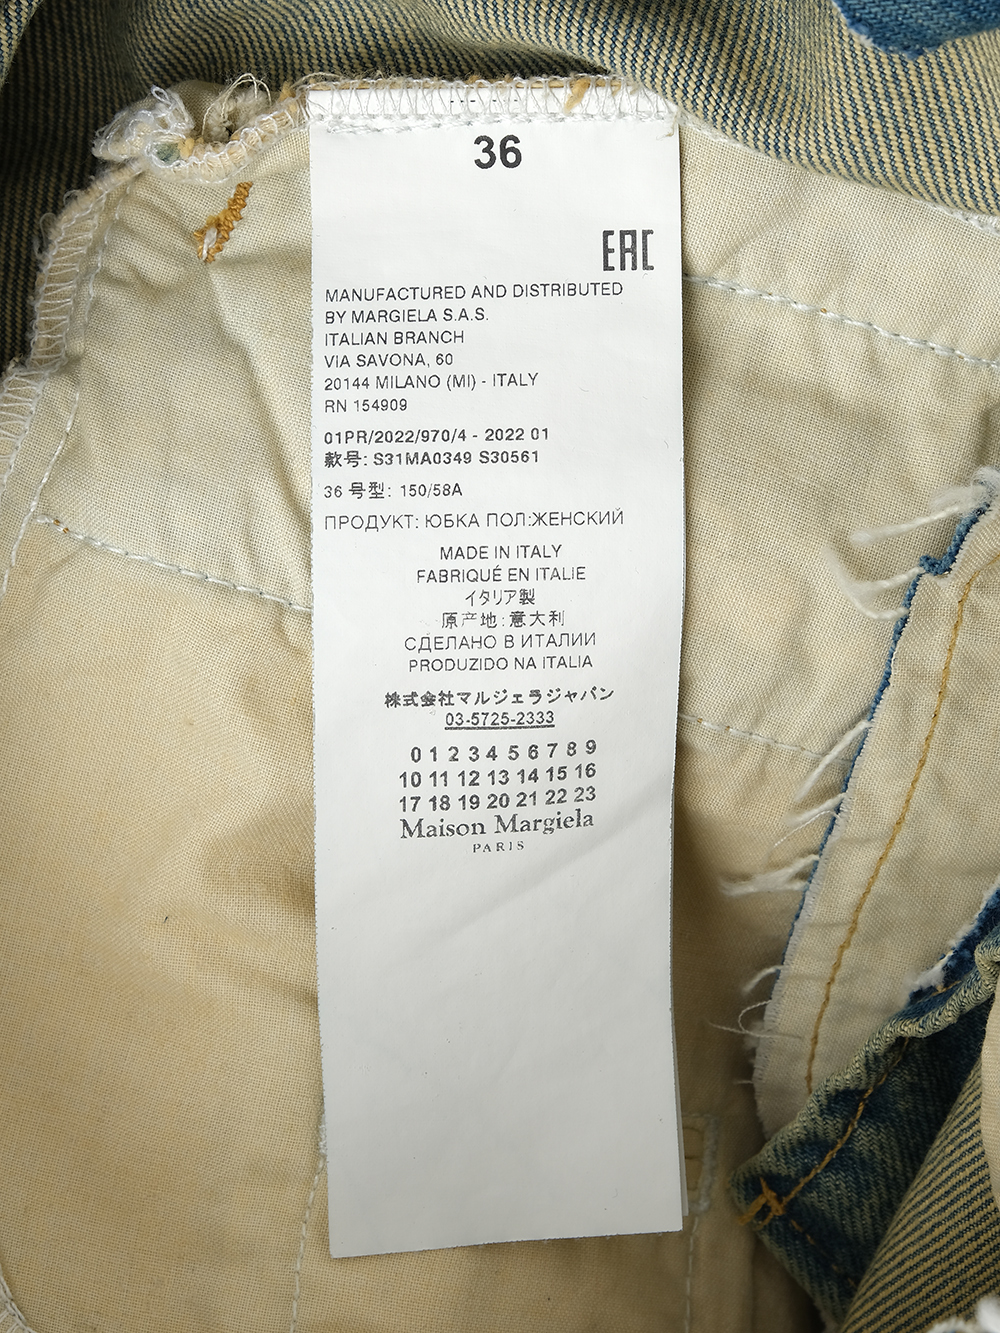 36
EAC
MANUFACTURED AND DISTRIBUTED
BY MARGIELA S.A.S.
ITALIAN BRANCH
VIA SAVONA, 60
20144 MILANO (MI) - ITALY
RN 154909
01PR/2022/970/4 - 2022 01
款号: S31MA0349 S30561
36 号型: 150/58A
ПРОДУКТ: ЮБКА ПОЛ:ЖЕНСКИЙ
MADE IN ITALY
FABRIQUÉ EN ITALIE
イタリア製
原产地: 意大利
СДЕЛАНО В ИТАЛИИ
PRODUZIDO NA ITALIA
株式会社マルジェラジャパン
03-5725-2333
0 1 2 3 4 5 6 7 8 9
10 11 12 13 14 15 16
17 18 19 20 21 22 23
Maison Margiela
PARIS